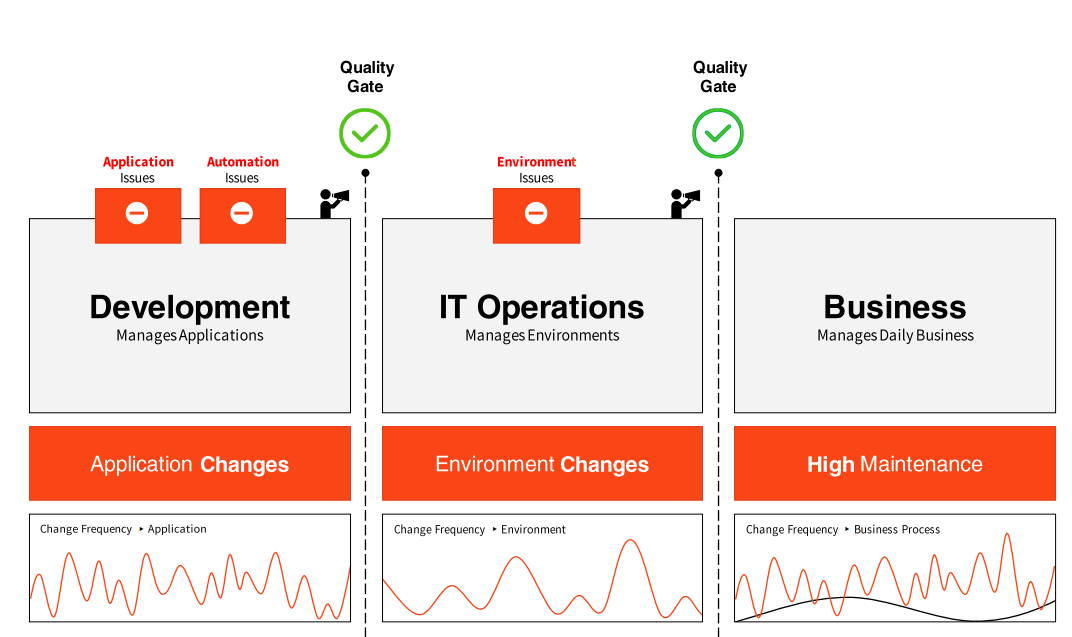 Quality
Gate
Quality
Gate
Application
Issues
Automation
Issues
Environment
Issues
Development
Manages Applications
IT Operations
Manages Environments
Business
Manages Daily Business
Application Changes
Environment Changes
High Maintenance
Change Frequency ‣ Application
Change Frequency ‣ Environment
Change Frequency ‣ Business Process